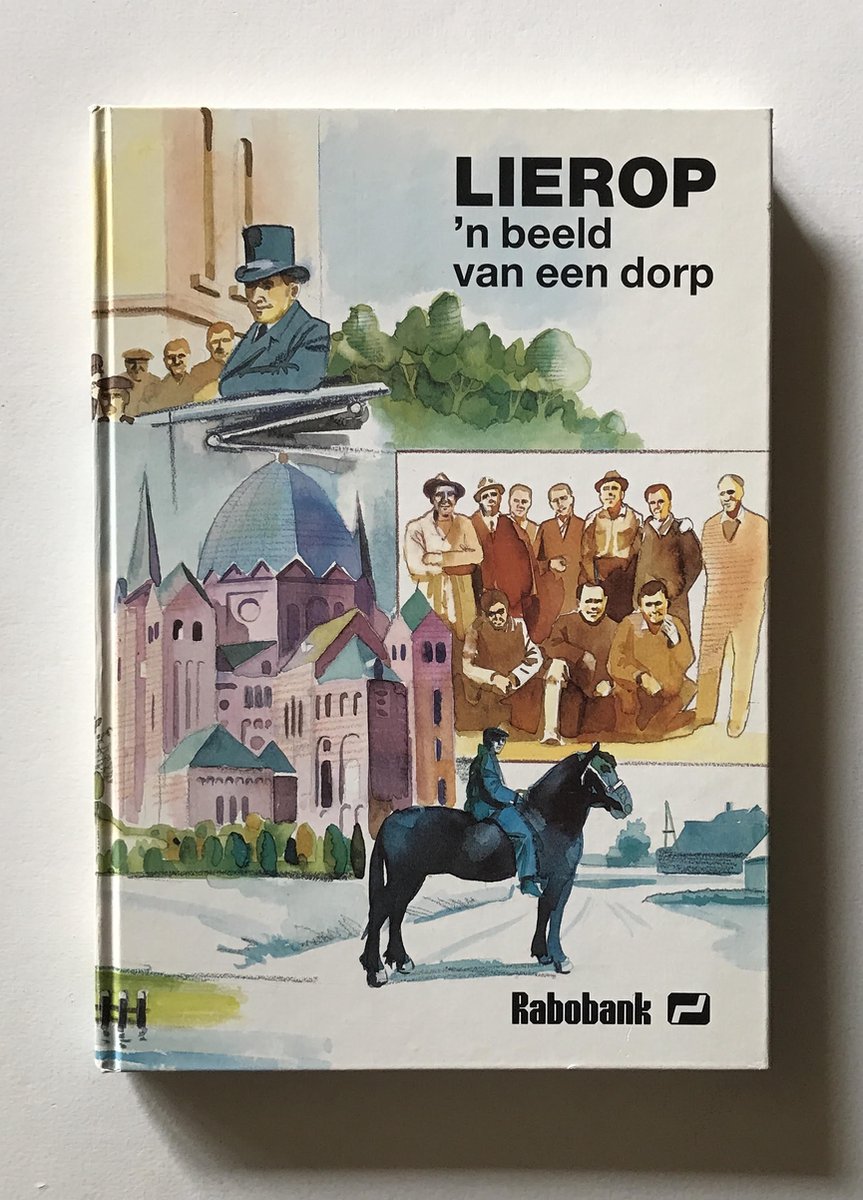 LIEROP
’n beeld
van een dorp
Rabobank